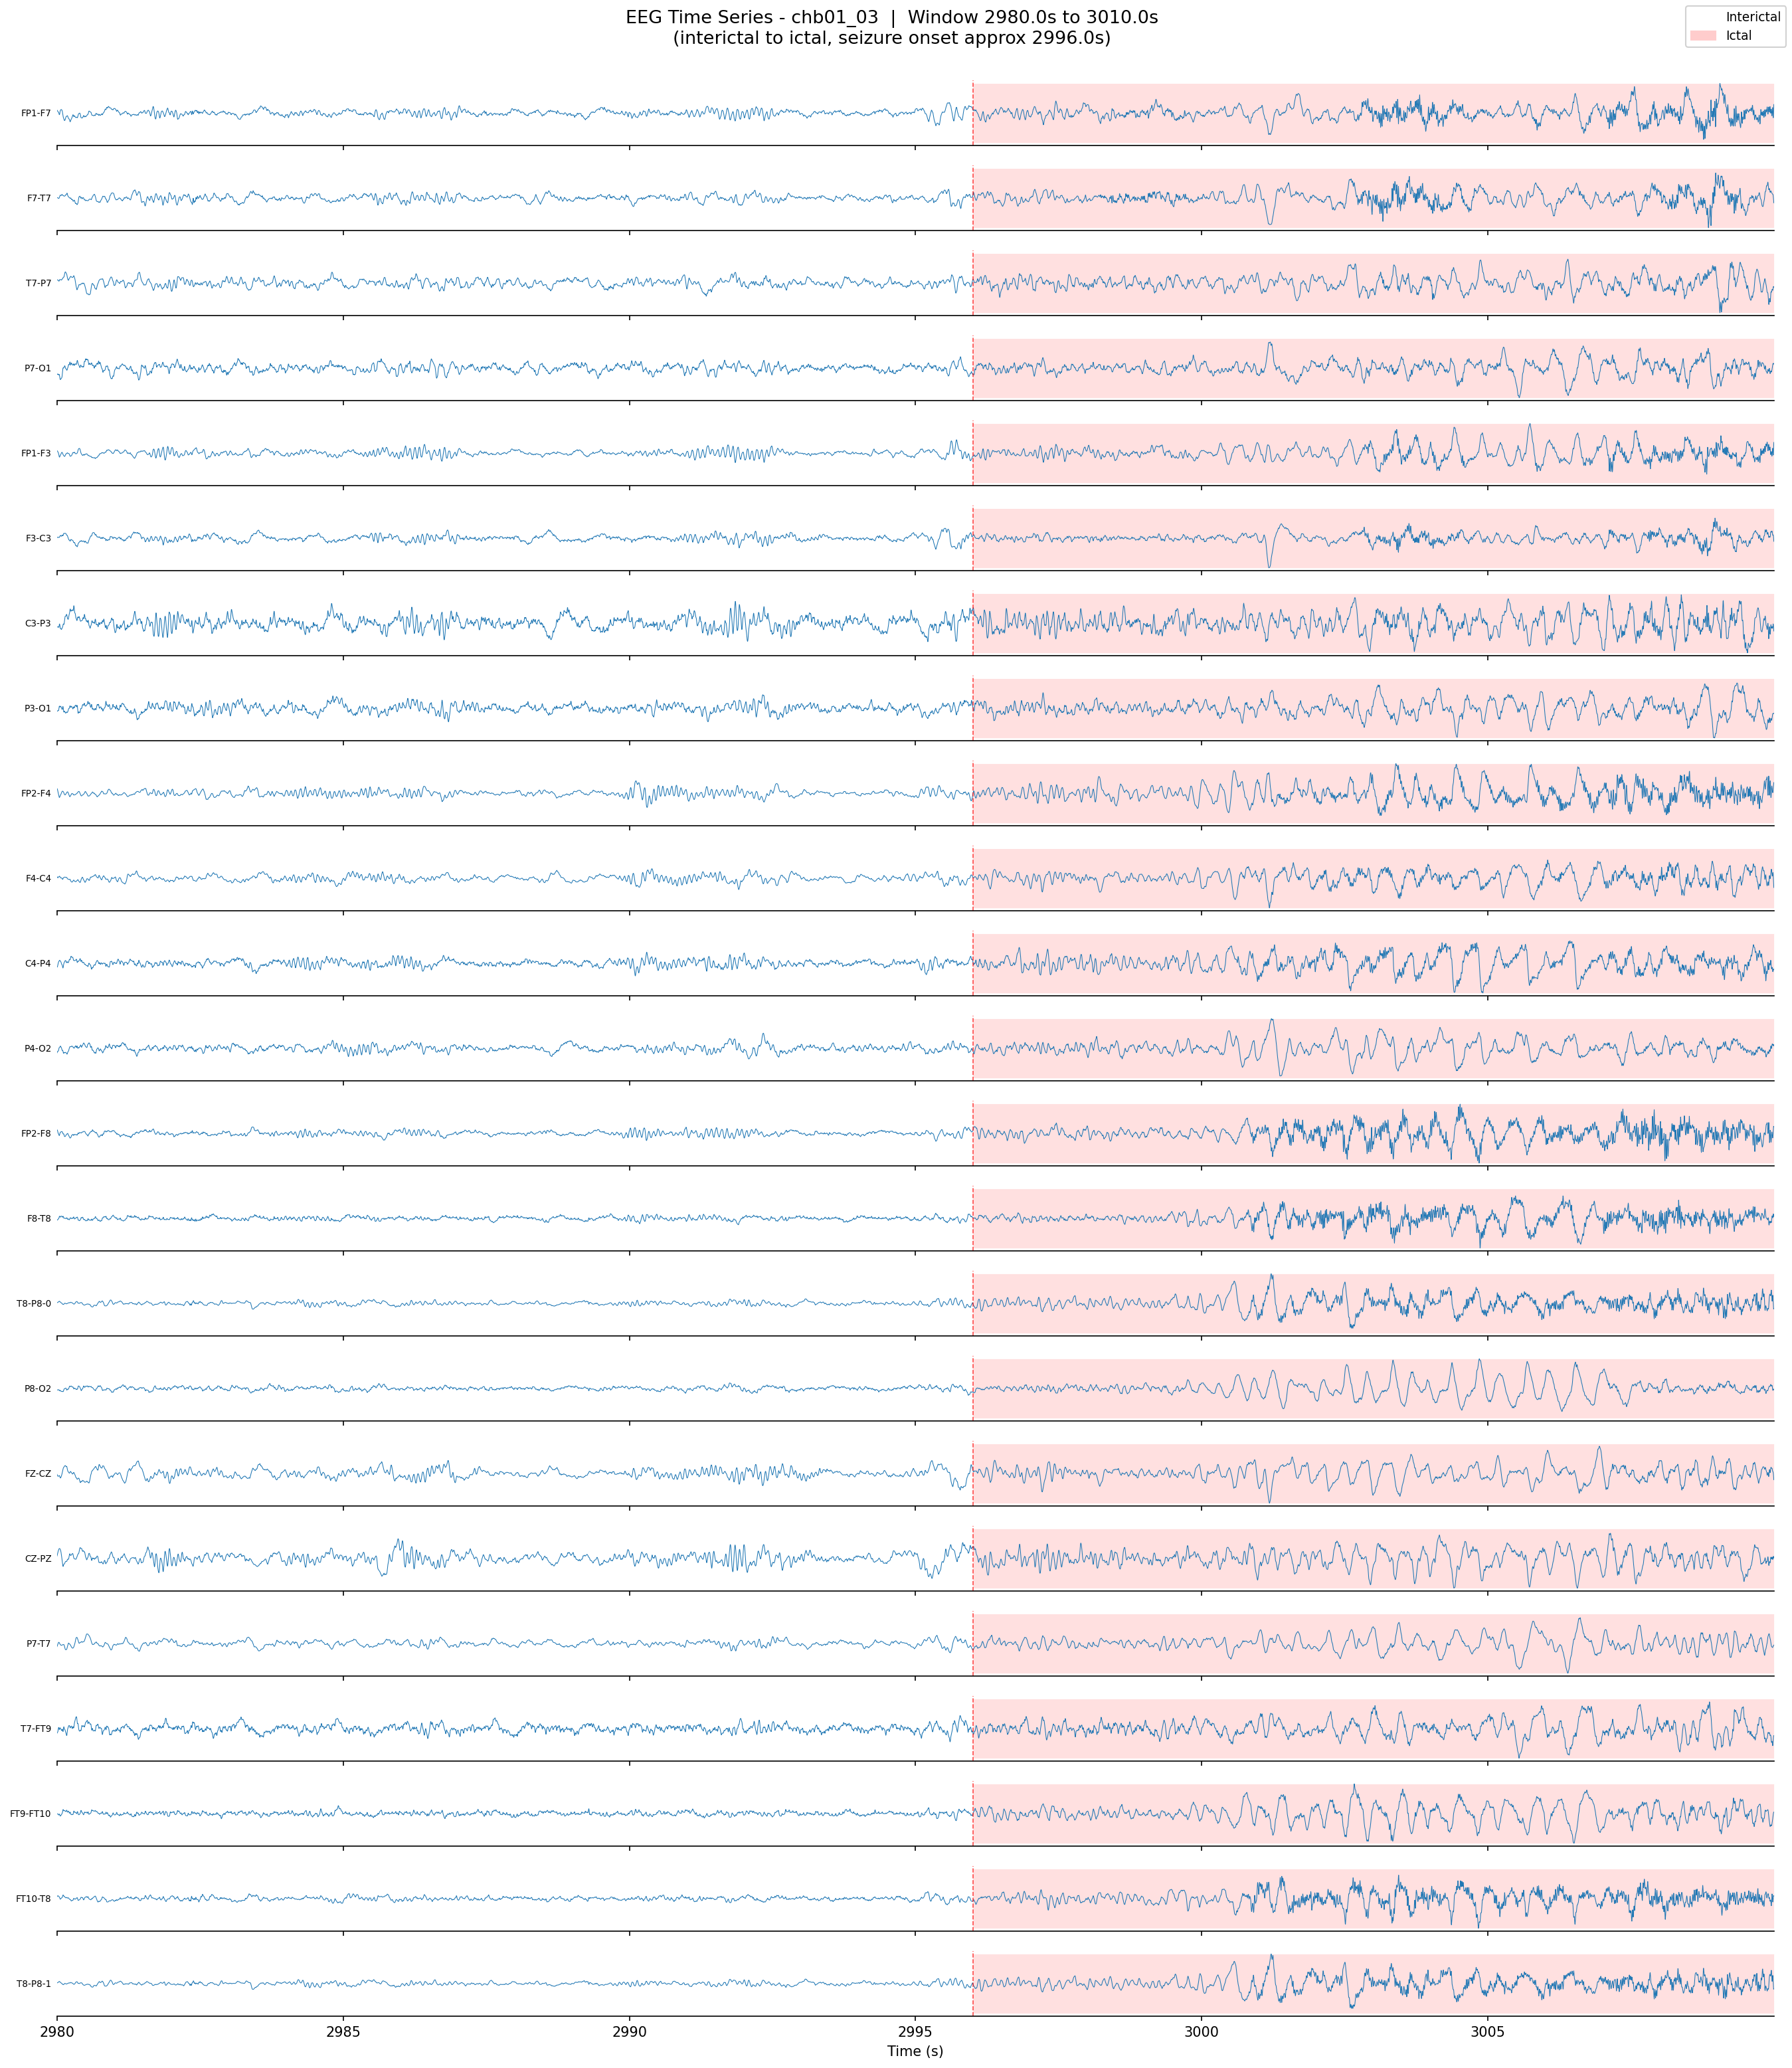 EEG Time Series - chb01_03  |  Window 2980.0s to 3010.0s
(interictal to ictal, seizure onset approx 2996.0s)
Interictal
Ictal
FP1-F7
F7-T7
T7-P7
P7-O1
FP1-F3
F3-C3
C3-P3
P3-O1
FP2-F4
F4-C4
C4-P4
P4-O2
FP2-F8
F8-T8
T8-P8-0
P8-O2
FZ-CZ
CZ-PZ
P7-T7
T7-FT9
FT9-FT10
FT10-T8
T8-P8-1
2980 2985 2990 2995 3000 3005
Time (s)